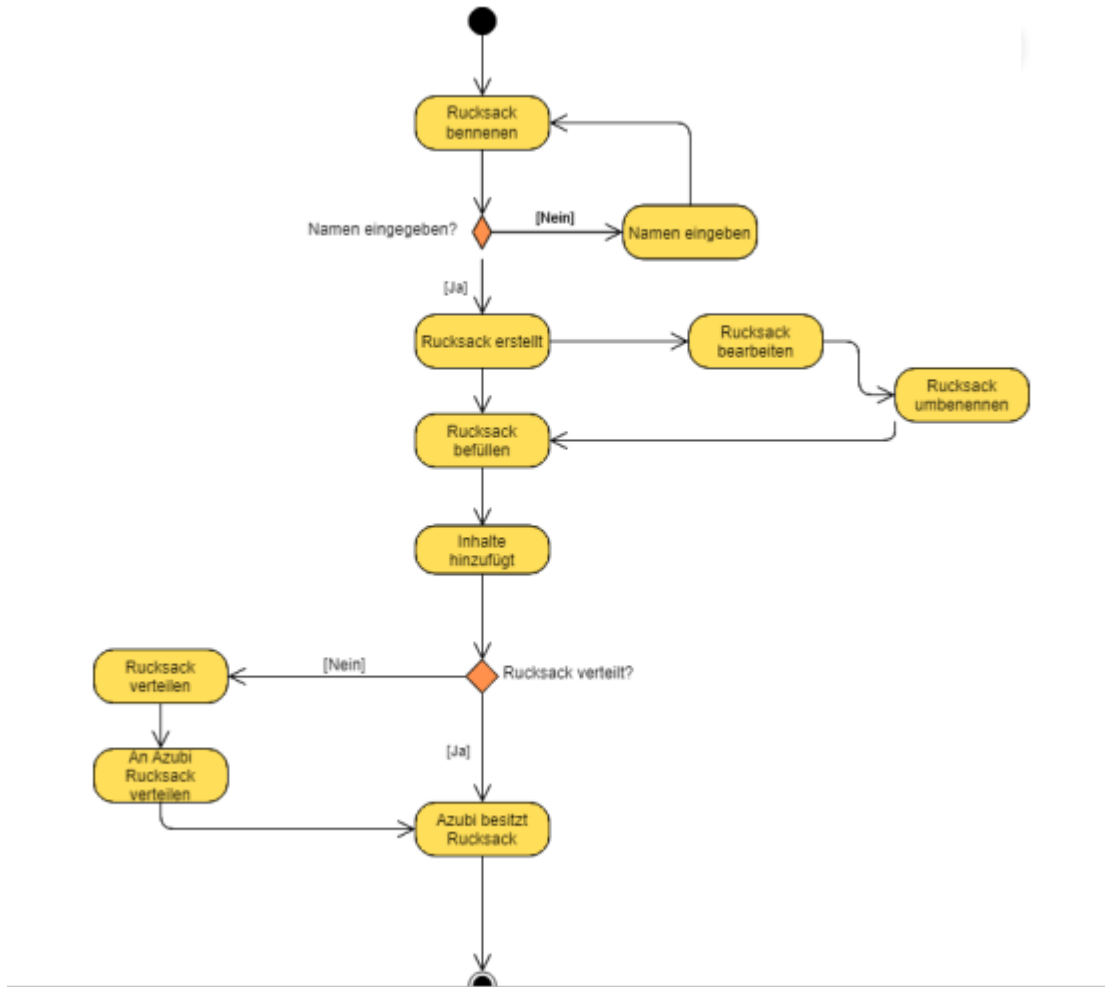 Rucksack
bennenen
Namen eingegeben?
[Nein]
Namen eingeben
[Ja]
Rucksack erstellt
Rucksack
bearbeiten
Rucksack
umbenennen
Rucksack
befüllen
Inhalte
hinzufügt
Rucksack
verteilen
[Nein]
Rucksack verteilt?
An Azubi
Rucksack
verteilen
[Ja]
Azubi besitzt
Rucksack